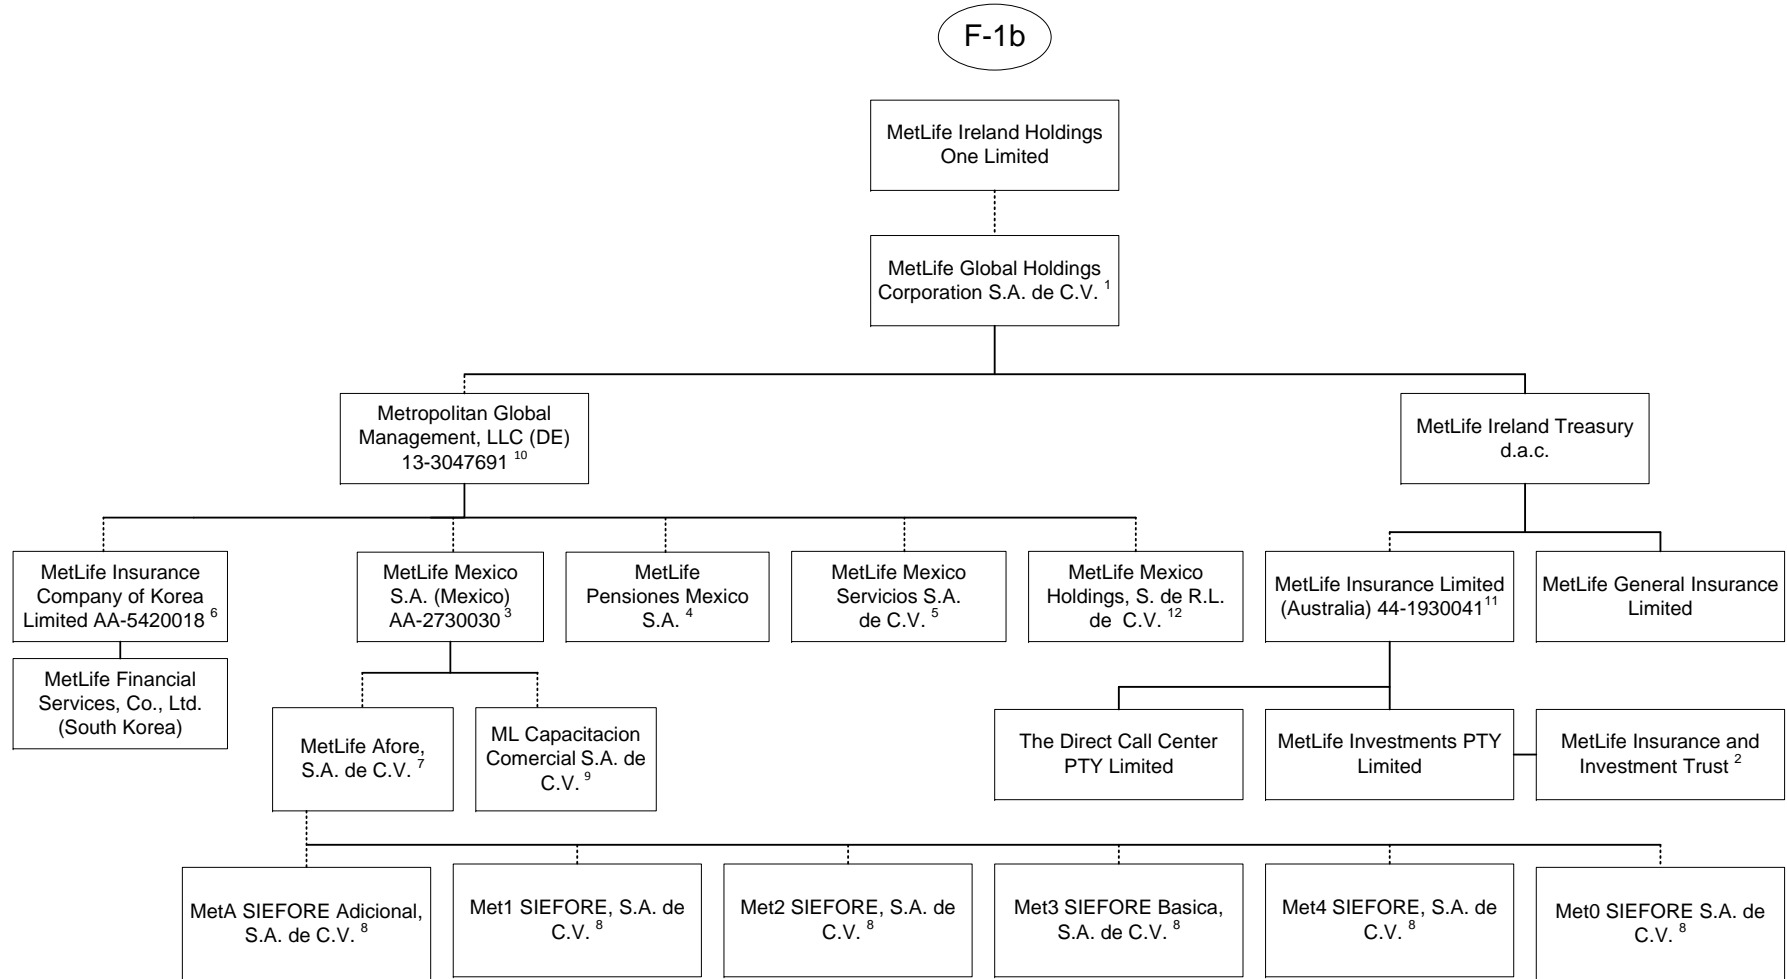 F-1b
MetLife Ireland Holdings
One Limited
MetLife Global Holdings
Corporation S.A. de C.V. 1
Metropolitan Global
Management, LLC (DE)
13-3047691 10
MetLife Ireland Treasury
d.a.c.
MetLife Insurance
Company of Korea
Limited AA-5420018 6
MetLife Mexico
S.A. (Mexico)
AA-2730030 3
MetLife
Pensiones Mexico
S.A. 4
MetLife Mexico
Servicios S.A.
de C.V. 5
MetLife Mexico
Holdings, S. de R.L.
de C.V. 12
MetLife Insurance Limited
(Australia) 44-1930041 11
MetLife General Insurance
Limited
MetLife Financial
Services, Co., Ltd.
(South Korea)
MetLife Afore,
S.A. de C.V. 7
ML Capacitacion
Comercial S.A. de
C.V. 9
The Direct Call Center
PTY Limited
MetLife Investments PTY
Limited
MetLife Insurance and
Investment Trust 2
MetA SIEFORE Adicional,
S.A. de C.V. 8
Met1 SIEFORE, S.A. de
C.V. 8
Met2 SIEFORE, S.A. de
C.V. 8
Met3 SIEFORE Basica,
S.A. de C.V. 8
Met4 SIEFORE, S.A. de
C.V. 8
Met0 SIEFORE S.A. de
C.V. 8